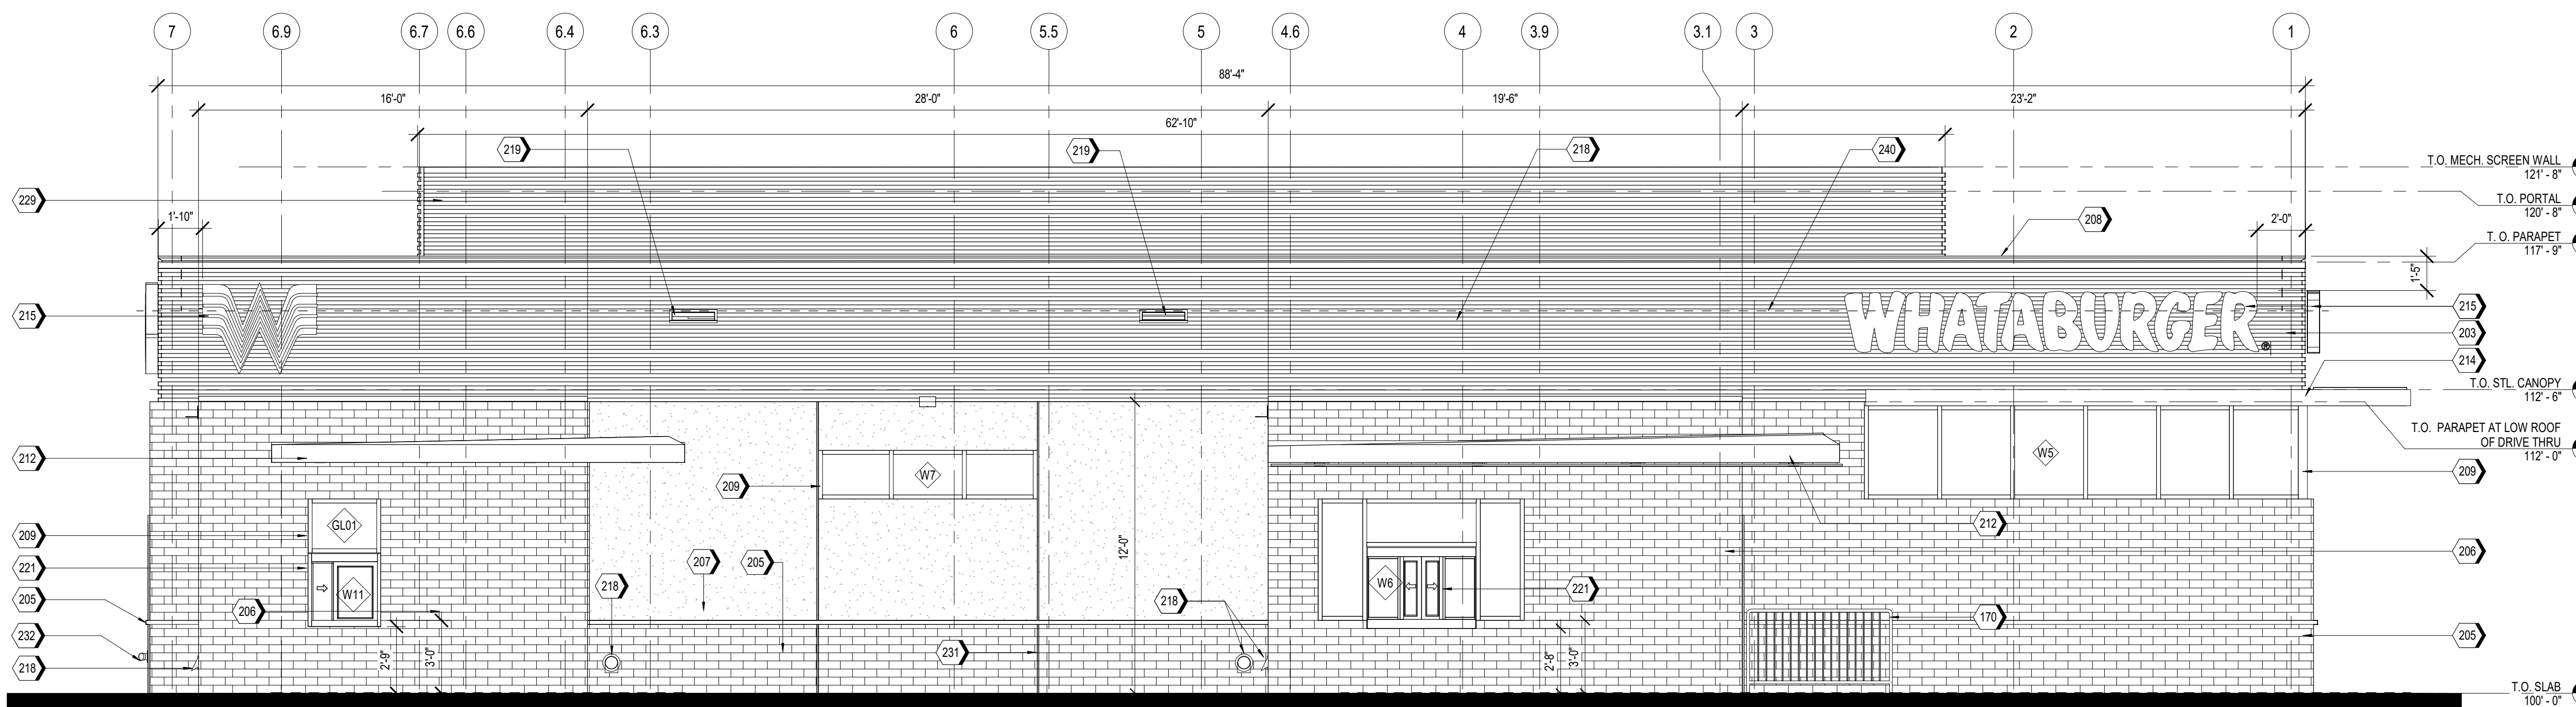 7 6.9 6.7 6.6 6.4 6.3 6 5.5 5 4.6 4 3.9 3.1 3 2 1
88'-4"
16'-0" 28'-0" 19'-6" 23'-2"
62'-10"
219 219 218 240
T.O. MECH. SCREEN WALL
121' - 8"
229
T.O. PORTAL
120' - 8"
1'-10" 208 2'-0"
T. O. PARAPET
117' - 9"
1'-5"
215 W WHATABURGER ® 215
203
214
T.O. STL. CANOPY
112' - 6"
T.O. PARAPET AT LOW ROOF
OF DRIVE THRU
112' - 0"
212 W7 W5
209 209
212
209 GL01 12'-0"
206
221 207 205
W11 218 W6 221
205 206 218 170
232 231 205
218 2'-9" 3'-0" 2'-8" 3'-0"
T.O. SLAB
100' - 0"